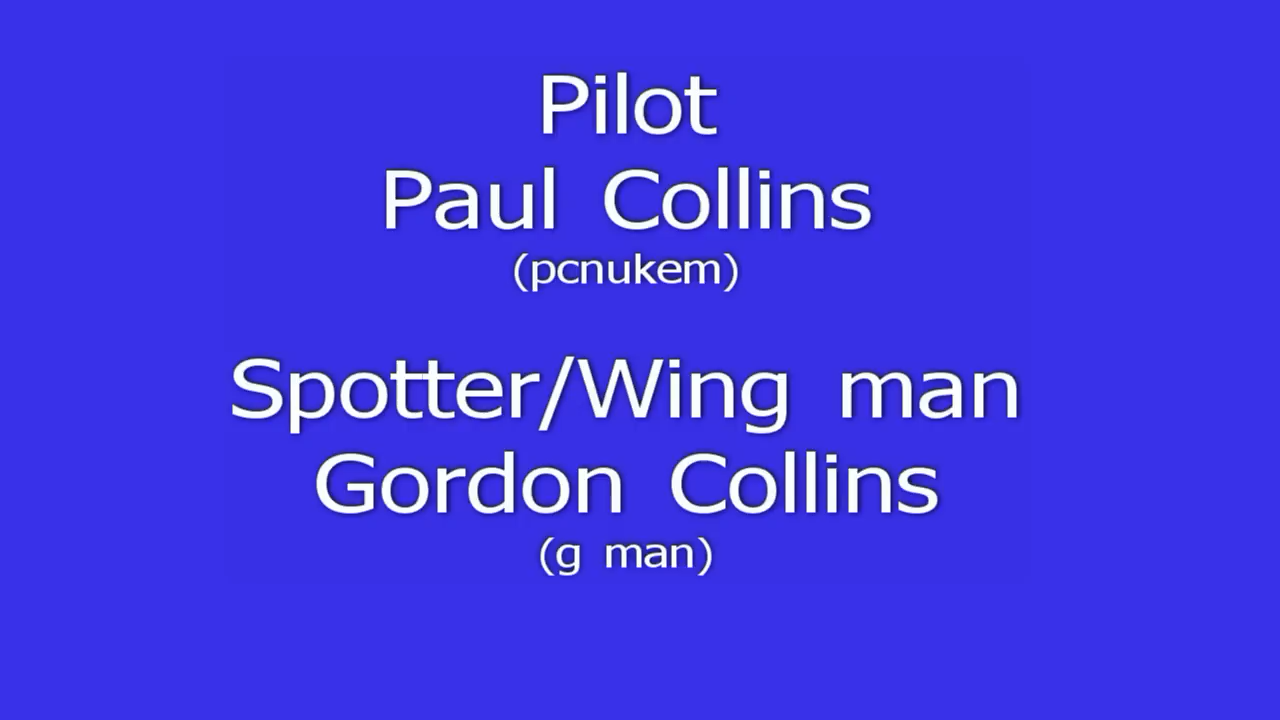 Pilot
Paul Collins
(pcnukem)
Spotter/Wing man
Gordon Collins
(g man)